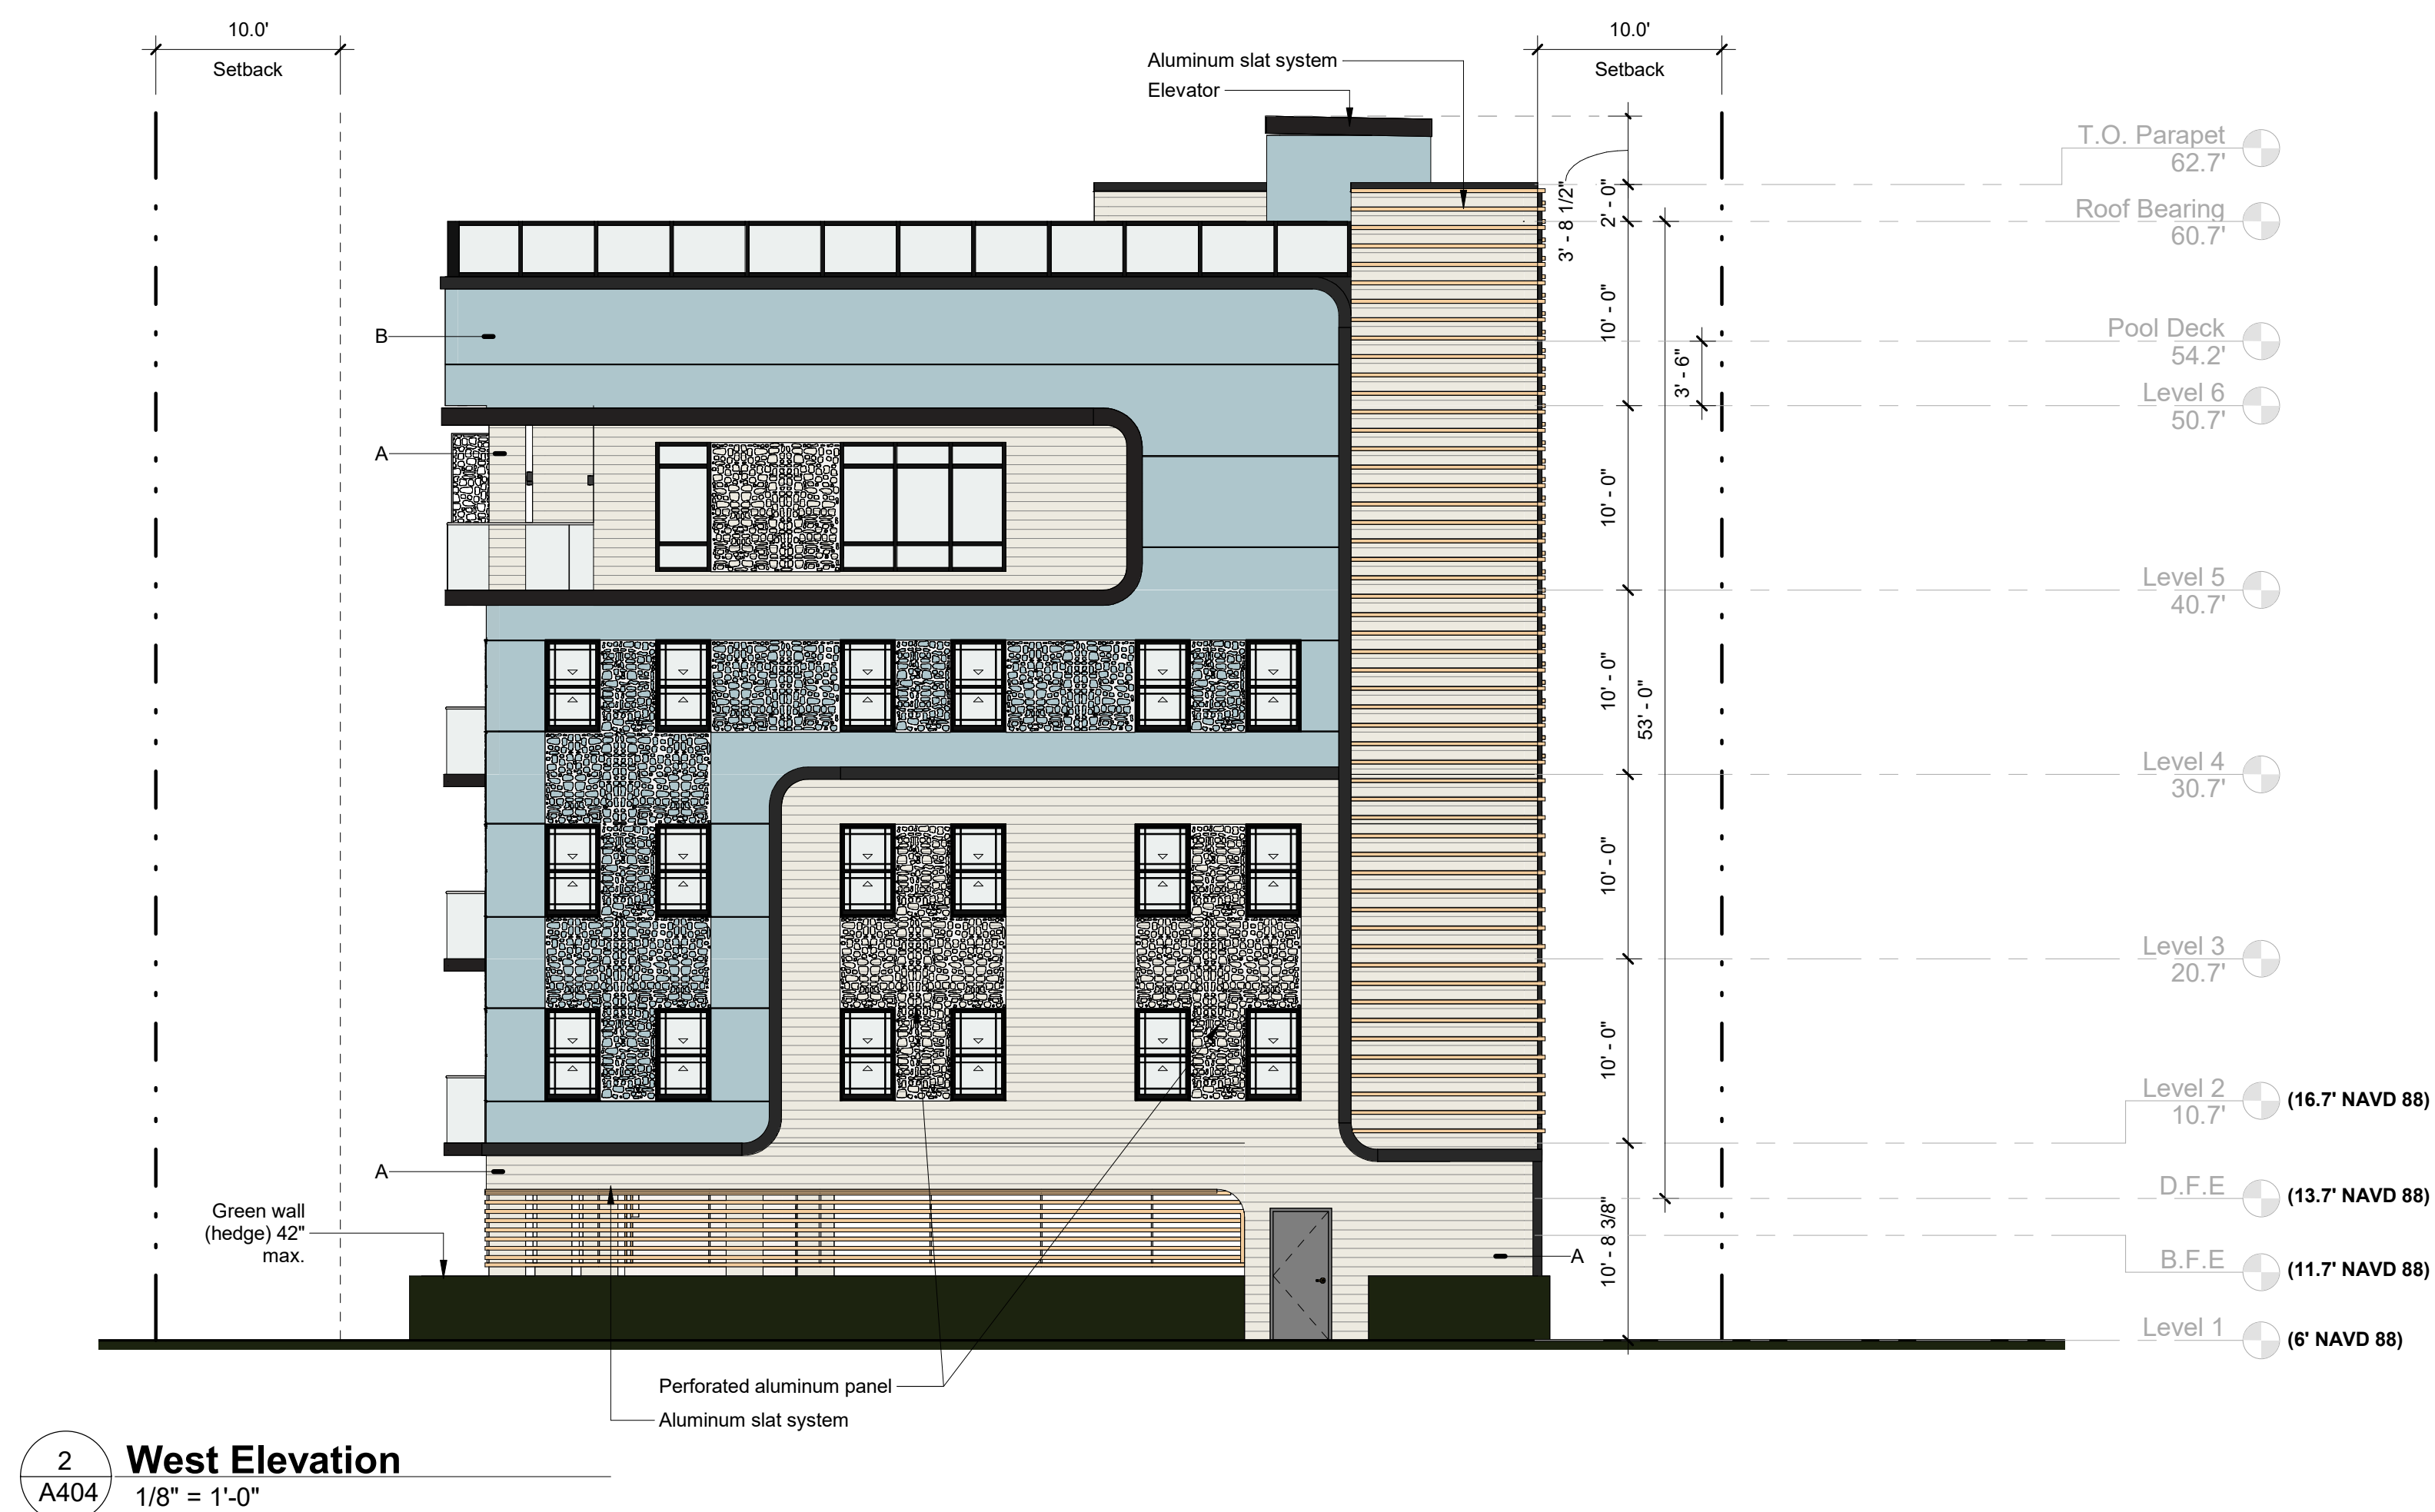 10.0'
Setback
10.0'
Setback
Aluminum slat system
Elevator
T.O. Parapet
62.7'
Roof Bearing
60.7'
Pool Deck
54.2'
Level 6
50.7'
Level 5
40.7'
Level 4
30.7'
Level 3
20.7'
Level 2
10.7'
(16.7' NAVD 88)
D.F.E
(13.7' NAVD 88)
B.F.E
(11.7' NAVD 88)
Level 1
(6' NAVD 88)
3' - 8 1/2"
2' - 0"
10' - 0"
3' - 6"
10' - 0"
10' - 0"
53' - 0"
10' - 0"
10' - 0"
10' - 8 3/8"
B
A
A
A
Green wall
(hedge) 42"
max.
Perforated aluminum panel
Aluminum slat system
2
A404
West Elevation
1/8" = 1'-0"